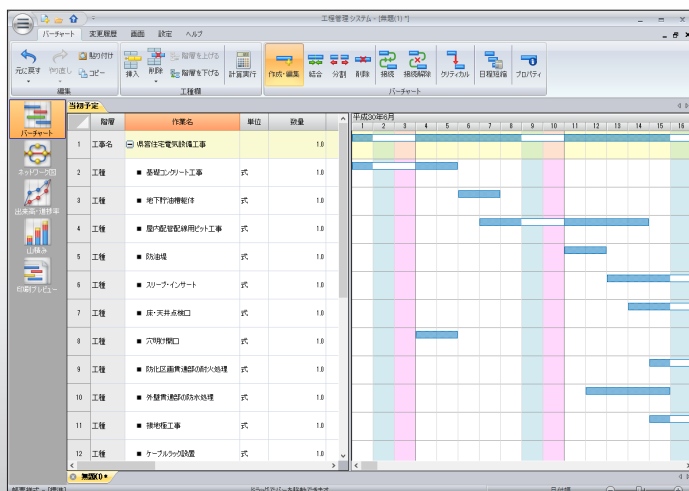 工程管理システム - [無題(1) *]
バーチャート 変更履歴 画面 設定 ヘルプ
元に戻す やり直し 貼り付け コピー 挿入 削除 階層を上げる 階層を下げる 計算実行 作成・編集 結合 分割 削除 接続 接続解除 クリティカル 日程短縮 プロパティ
編集 工種欄 バーチャート
バーチャート
ネットワーク図
出来高・進捗率
山積み
印刷プレビュー
当初予定
階層 作業名 単位 数量
平成30年6月
1 2 3 4 5 6 7 8 9 10 11 12 13 14 15 16
1 工事名 県営住宅電気設備工事 1.0
2 工種 ■ 基礎コンクリート工事 式 1.0
3 工種 ■ 地下貯油槽躯体 式 1.0
4 工種 ■ 屋内配管配線用ピット工事 式 1.0
5 工種 ■ 防油堤 式 1.0
6 工種 ■ スリーブ・インサート 式 1.0
7 工種 ■ 床・天井点検口 式 1.0
8 工種 ■ 穴明け開口 式 1.0
9 工種 ■ 防火区画貫通部の耐火処理 式 1.0
10 工種 ■ 外壁貫通部の防水処理 式 1.0
11 工種 ■ 接地極工事 式 1.0
12 工種 ■ ケーブルラック設置 式 1.0
無題(1) *